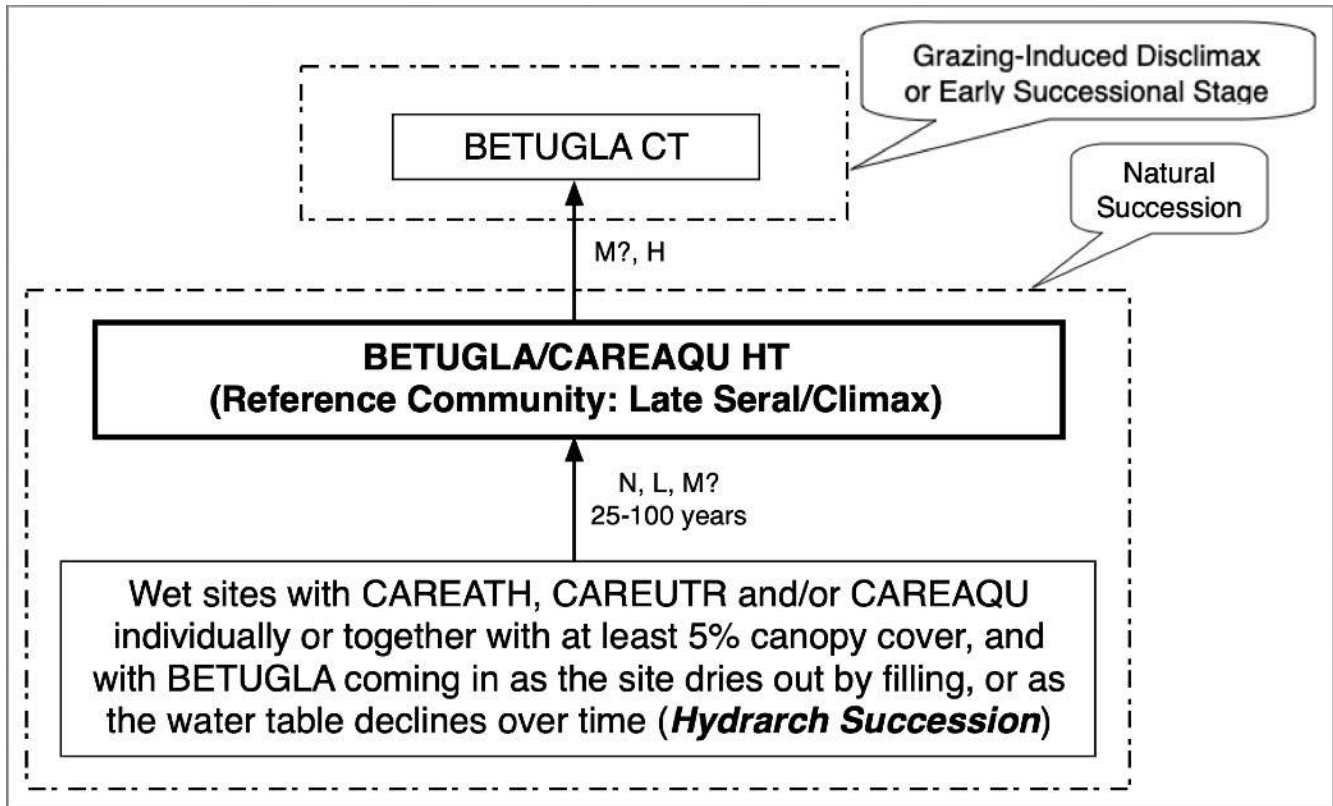 Grazing-Induced Disclimax
or Early Successional Stage
BETUGLA CT
Natural
Succession
M?, H
BETUGLA/CAREAQU HT
(Reference Community: Late Seral/Climax)
N, L, M?
25-100 years
Wet sites with CAREATH, CAREUTR and/or CAREAQU
individually or together with at least 5% canopy cover, and
with BETUGLA coming in as the site dries out by filling, or as
the water table declines over time (Hydrarch Succession)